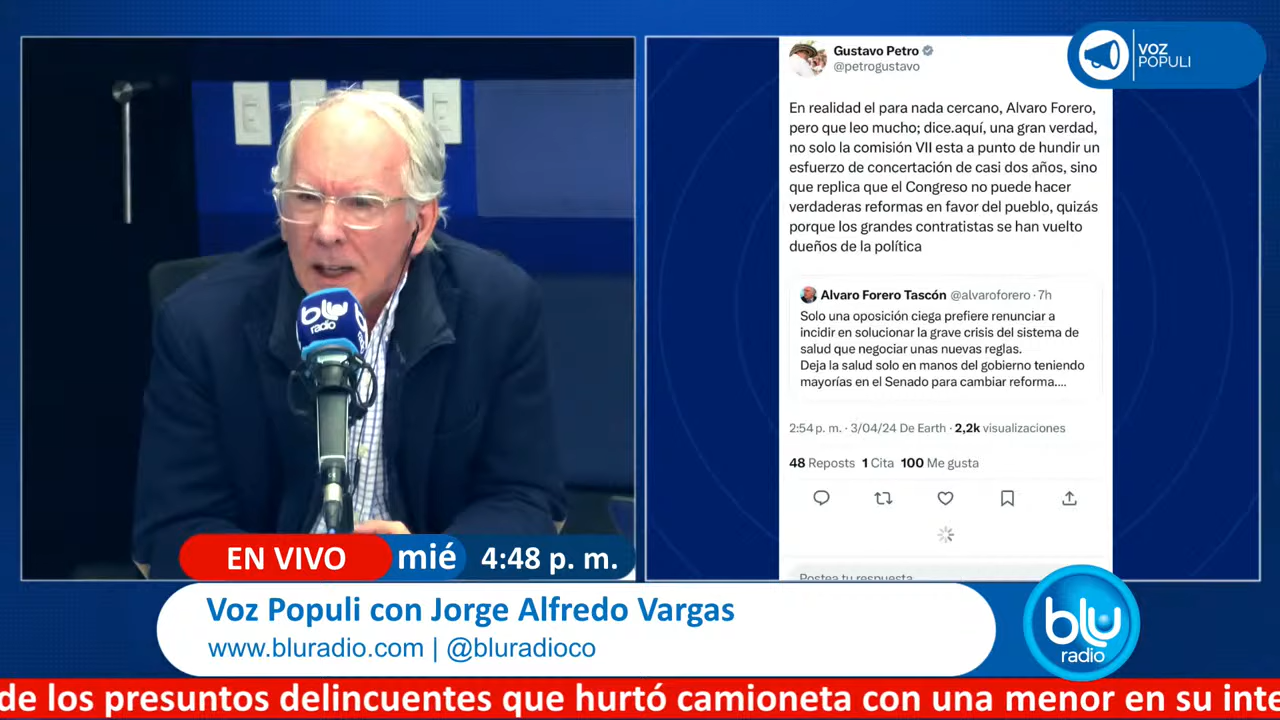 VOZ
POPULI
Gustavo Petro
@petrogustavo
En realidad el para nada cercano, Alvaro Forero,
pero que leo mucho; dice.aquí, una gran verdad,
no solo la comisión VII esta a punto de hundir un
esfuerzo de concertación de casi dos años, sino
que replica que el Congreso no puede hacer
verdaderas reformas en favor del pueblo, quizás
porque los grandes contratistas se han vuelto
dueños de la política
Alvaro Forero Tascón @alvaroforero · 7h
Solo una oposición ciega prefiere renunciar a
incidir en solucionar la grave crisis del sistema de
salud que negociar unas nuevas reglas.
Deja la salud solo en manos del gobierno teniendo
mayorías en el Senado para cambiar reforma....
2:54 p. m. · 3/04/24 De Earth · 2,2k visualizaciones
48 Reposts 1 Cita 100 Me gusta
Postea tu respuesta
blu
radio
EN VIVO mié 4:48 p. m.
Voz Populi con Jorge Alfredo Vargas
www.bluradio.com | @bluradioco
blu
radio
de los presuntos delincuentes que hurtó camioneta con una menor en su inte